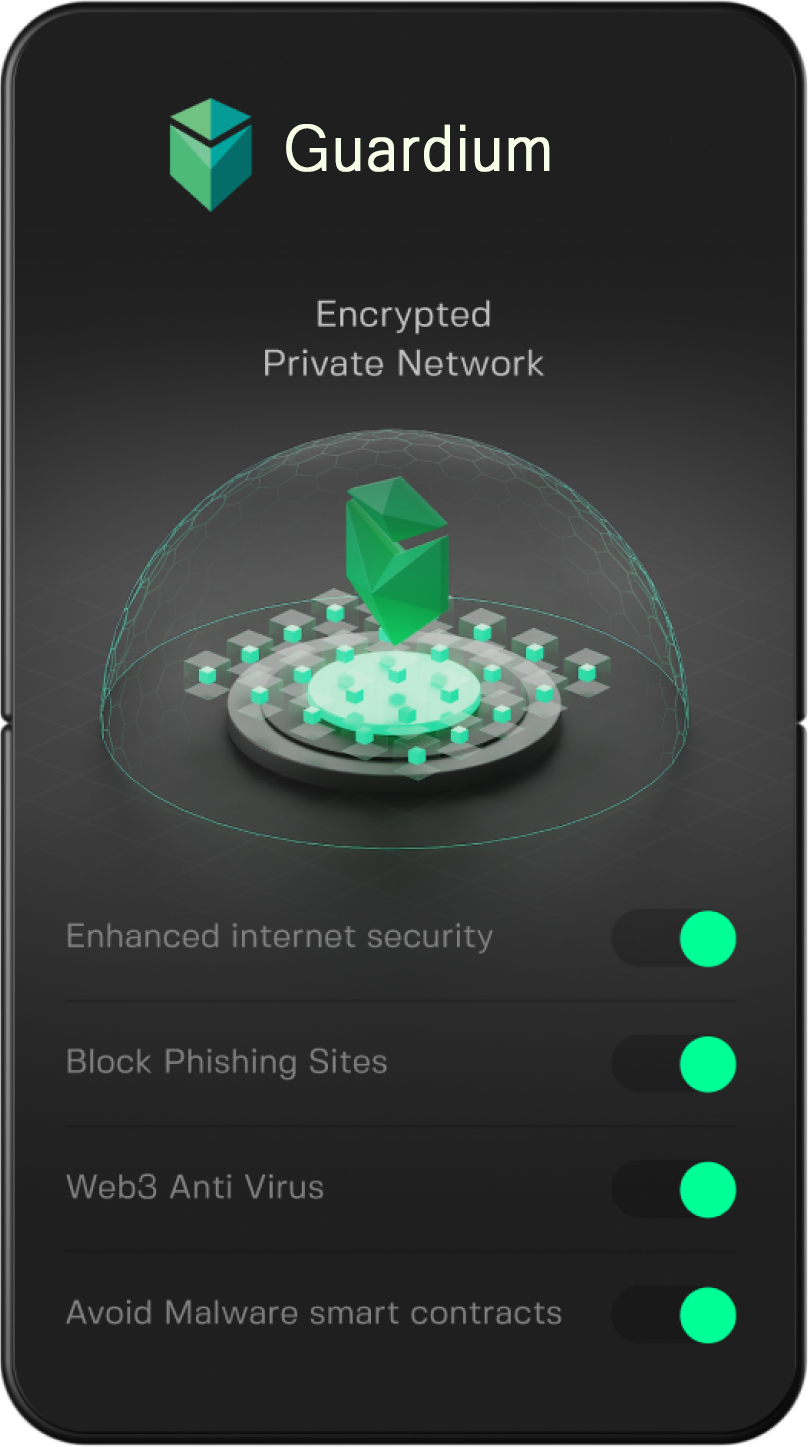 Guardium
Encrypted
Private Network
Enhanced internet security
Block Phishing Sites
Web3 Anti Virus
Avoid Malware smart contracts